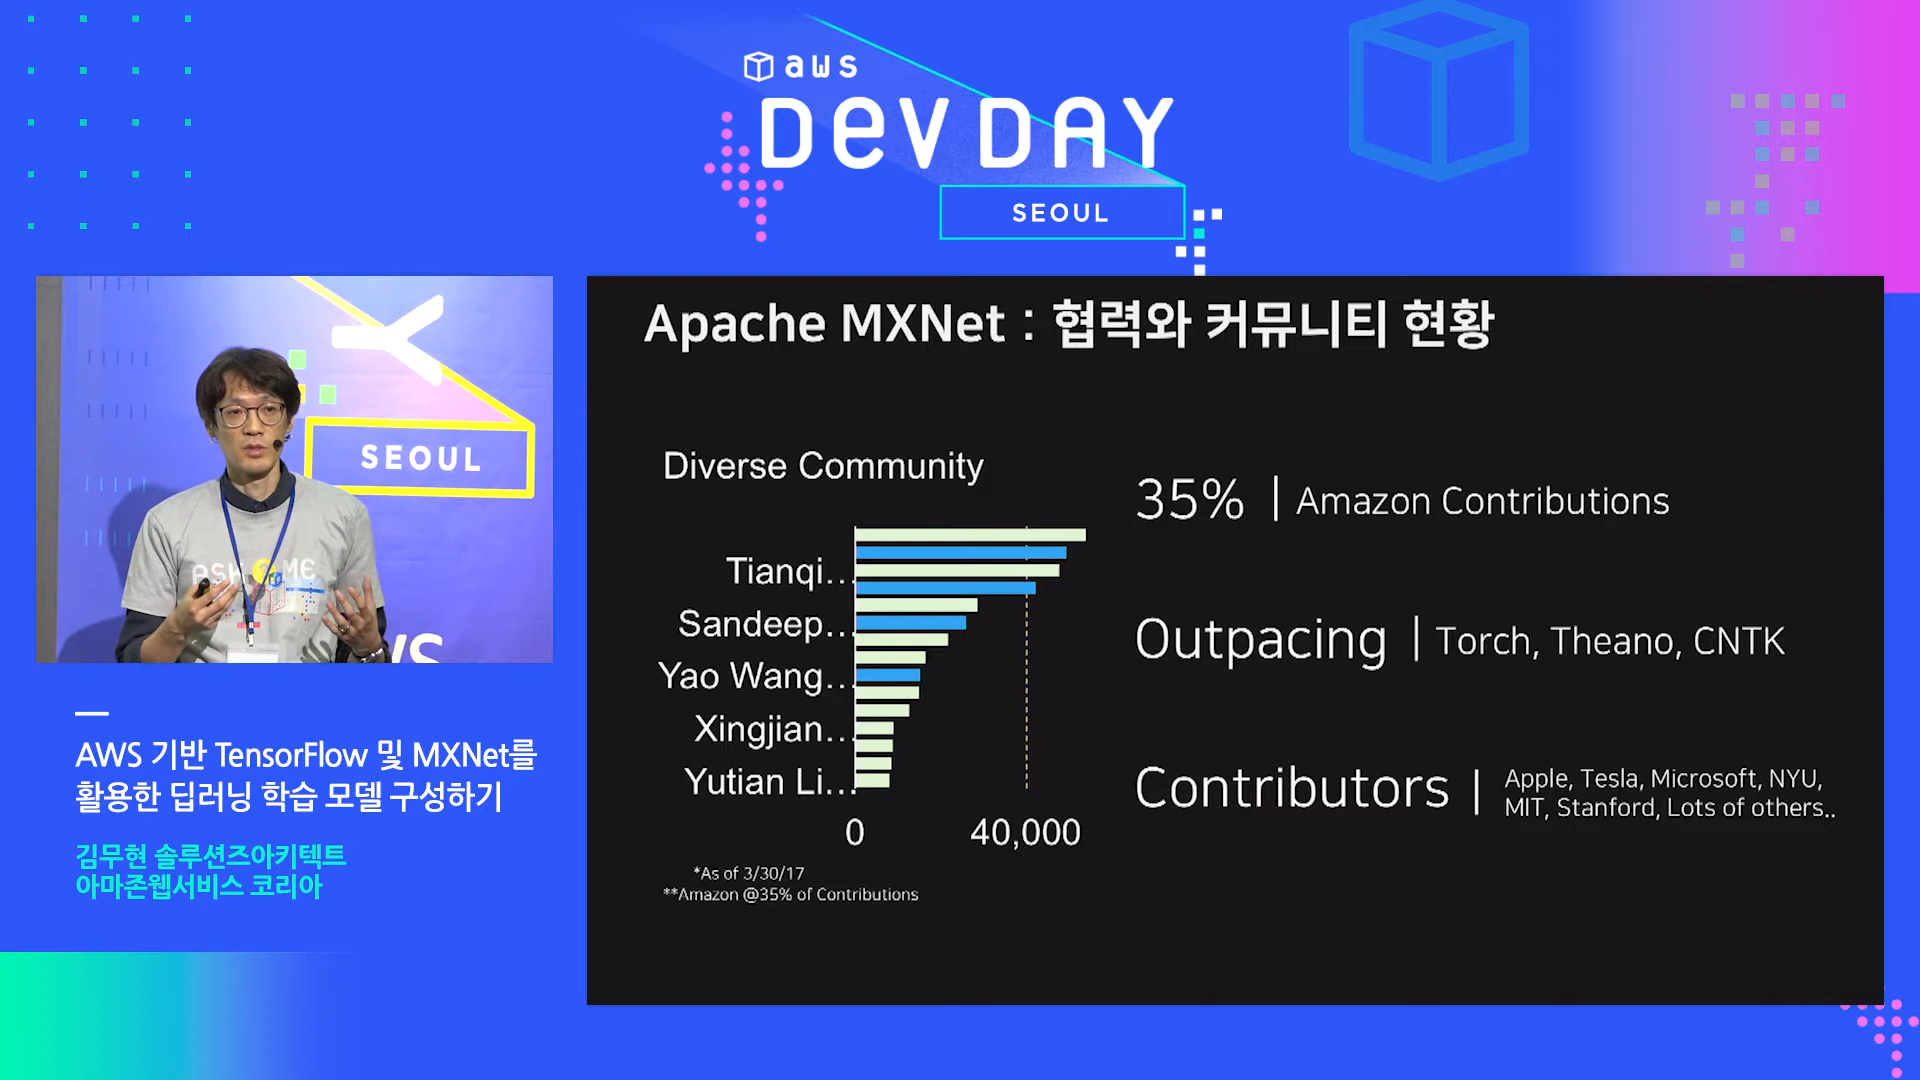 aws
DEV DAY
SEOUL
SEOUL
ASK ME
AWS 기반 TensorFlow 및 MXNet를
활용한 딥러닝 학습 모델 구성하기
김무현 솔루션즈아키텍트
아마존웹서비스 코리아
Apache MXNet : 협력와 커뮤니티 현황
Diverse Community
Tianqi...
Sandeep...
Yao Wang...
Xingjian...
Yutian Li...
0 40,000
*As of 3/30/17
**Amazon @35% of Contributions
35% | Amazon Contributions
Outpacing | Torch, Theano, CNTK
Contributors | Apple, Tesla, Microsoft, NYU,
MIT, Stanford, Lots of others..